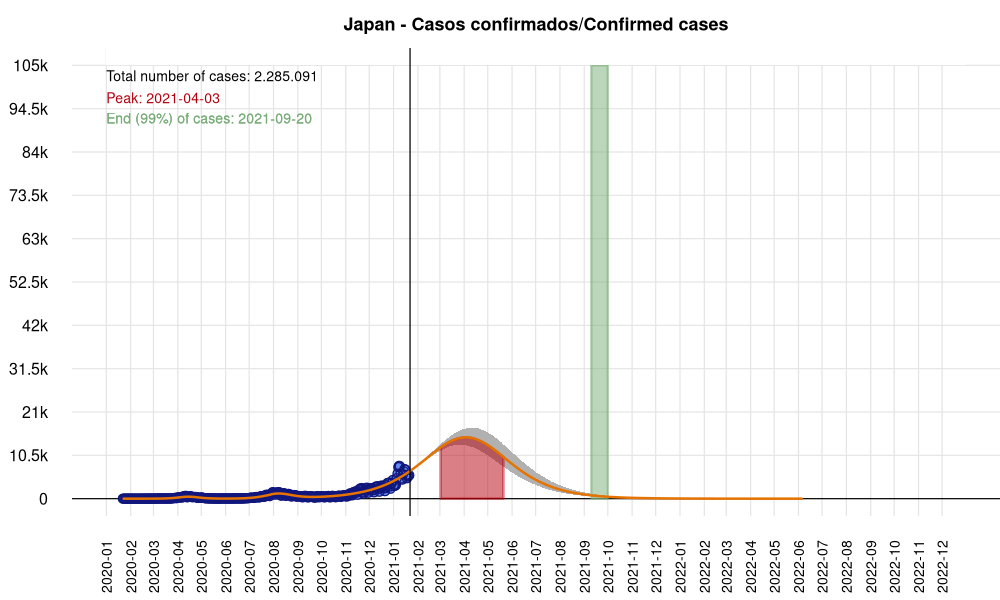 Japan - Casos confirmados/Confirmed cases
Total number of cases: 2.285.091
Peak: 2021-04-03
End (99%) of cases: 2021-09-20
105k
94.5k
84k
73.5k
63k
52.5k
42k
31.5k
21k
10.5k
0
2020-01
2020-02
2020-03
2020-04
2020-05
2020-06
2020-07
2020-08
2020-09
2020-10
2020-11
2020-12
2021-01
2021-02
2021-03
2021-04
2021-05
2021-06
2021-07
2021-08
2021-09
2021-10
2021-11
2021-12
2022-01
2022-02
2022-03
2022-04
2022-05
2022-06
2022-07
2022-08
2022-09
2022-10
2022-11
2022-12